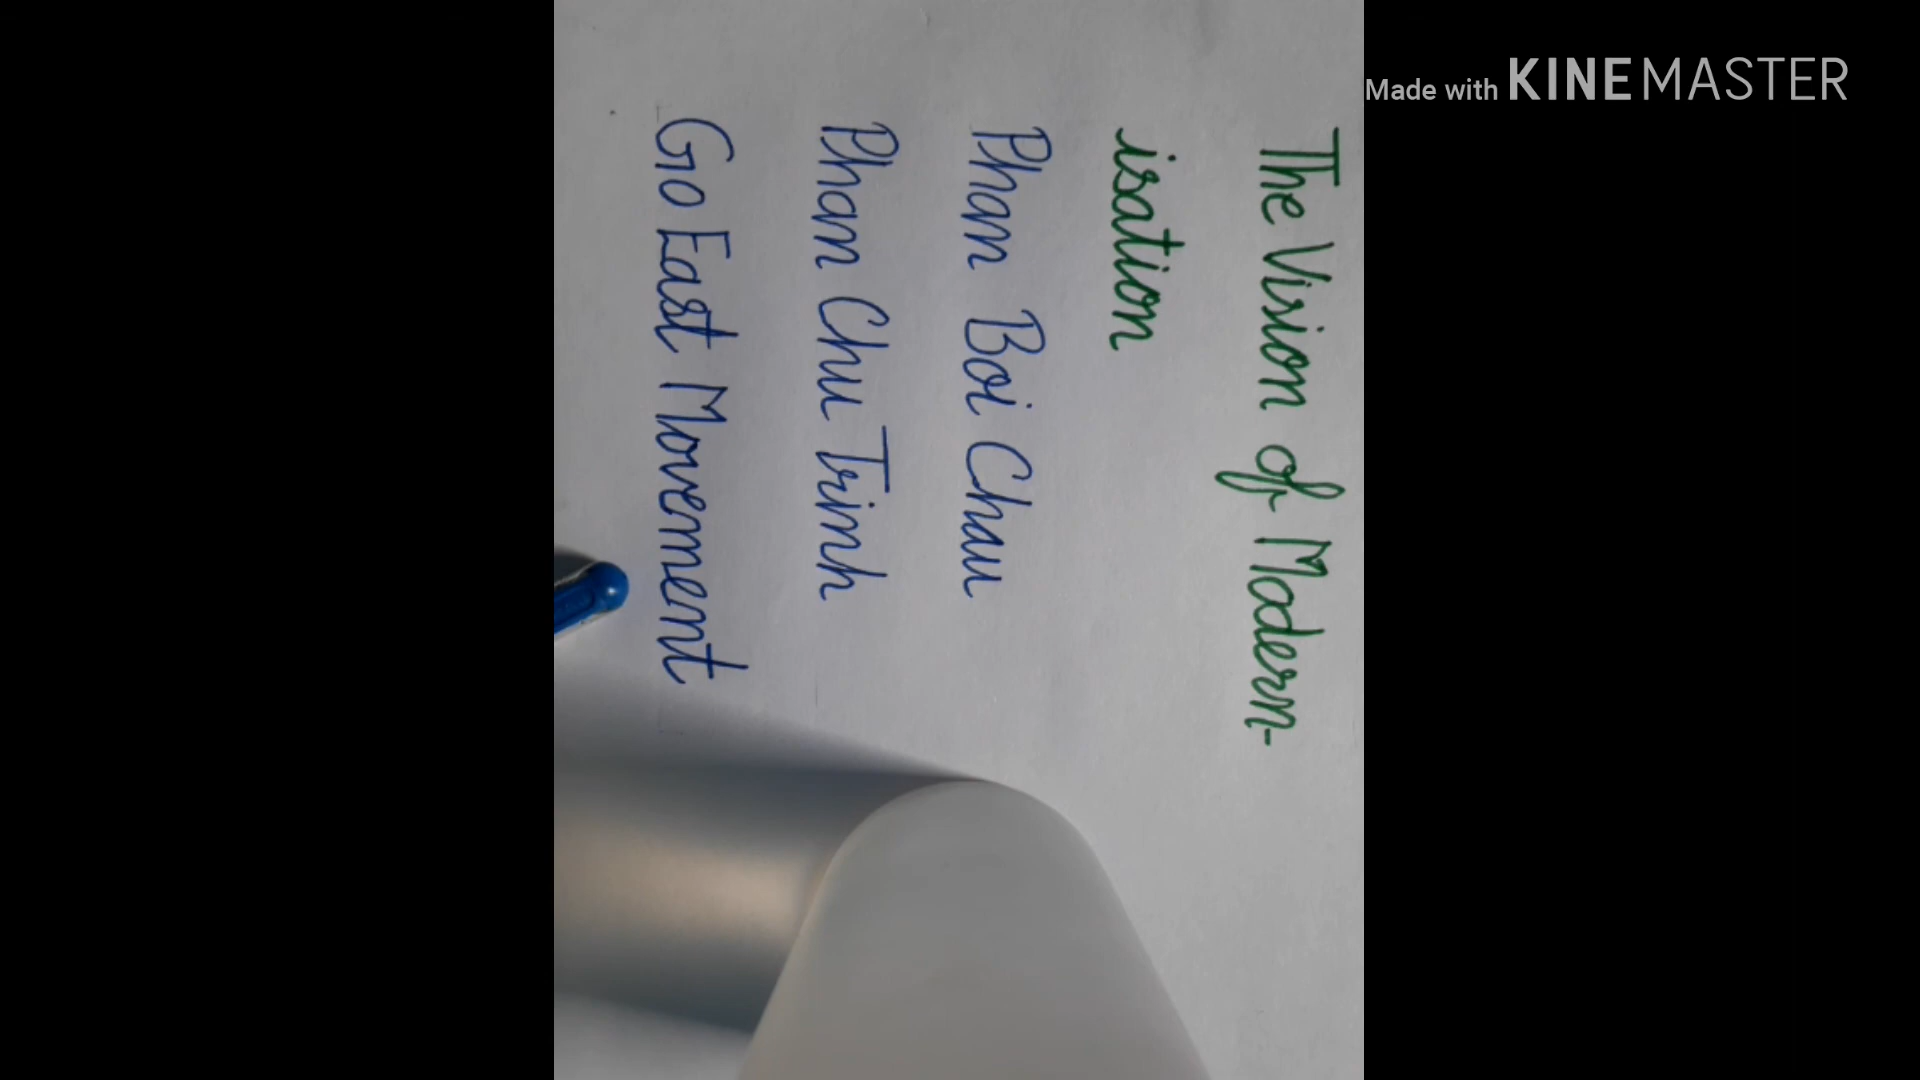 Made with KINEMASTER
The Vision of Modern-
isation
Phan Boi Chau
Phan Chu Trinh
Go East Movement